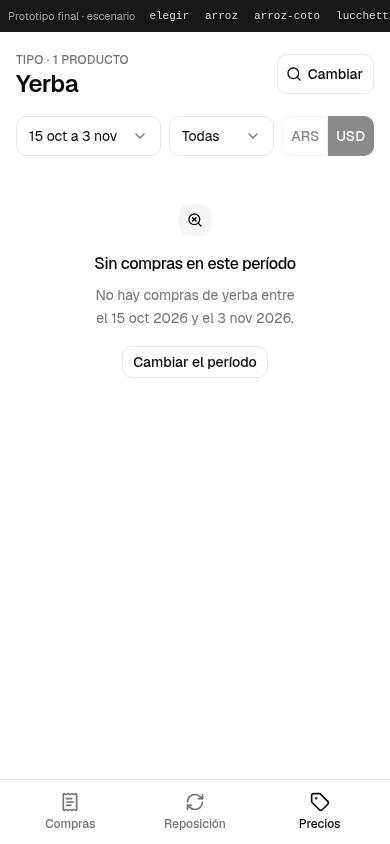 Prototipo final · escenario elegir arroz arroz-coto lucchett
TIPO · 1 PRODUCTO
Yerba
Cambiar
15 oct a 3 nov
Todas
ARS
USD
Sin compras en este período
No hay compras de yerba entre
el 15 oct 2026 y el 3 nov 2026.
Cambiar el período
Compras
Reposición
Precios